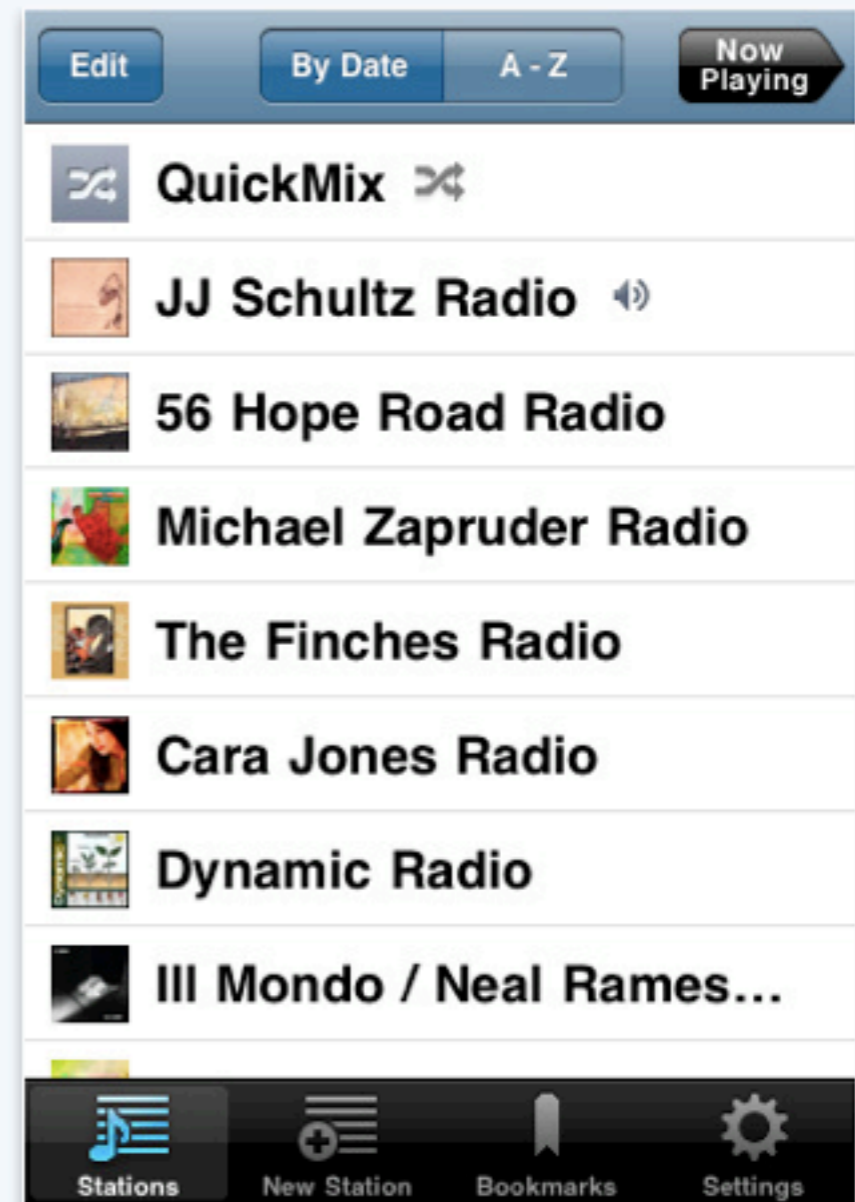 Edit
By Date
A - Z
Now
Playing
QuickMix
JJ Schultz Radio
56 Hope Road Radio
Michael Zapruder Radio
The Finches Radio
Cara Jones Radio
Dynamic Radio
Ill Mondo / Neal Rames...
Stations
New Station
Bookmarks
Settings